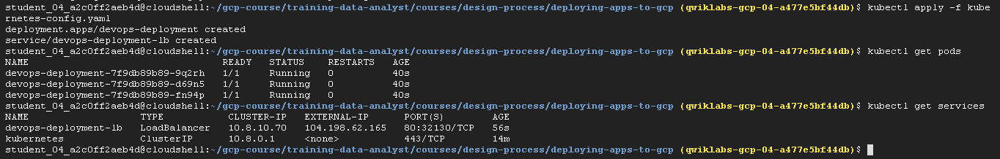 student_04_a2c0ff2aeb4d@cloudshell:~/gcp-course/training-data-analyst/courses/design-process/deploying-apps-to-gcp (qwiklabs-gcp-04-a477e5bf44db)$ kubectl apply -f kube
rnetes-config.yaml
deployment.apps/devops-deployment created
service/devops-deployment-lb created
student_04_a2c0ff2aeb4d@cloudshell:~/gcp-course/training-data-analyst/courses/design-process/deploying-apps-to-gcp (qwiklabs-gcp-04-a477e5bf44db)$ kubectl get pods
NAME                                 READY   STATUS    RESTARTS   AGE
devops-deployment-7f9db89b89-9q2rh   1/1     Running   0          40s
devops-deployment-7f9db89b89-d69n5   1/1     Running   0          40s
devops-deployment-7f9db89b89-fn94p   1/1     Running   0          40s
student_04_a2c0ff2aeb4d@cloudshell:~/gcp-course/training-data-analyst/courses/design-process/deploying-apps-to-gcp (qwiklabs-gcp-04-a477e5bf44db)$ kubectl get services
NAME                   TYPE           CLUSTER-IP   EXTERNAL-IP      PORT(S)        AGE
devops-deployment-lb   LoadBalancer   10.8.10.70   104.198.62.165   80:32130/TCP   56s
kubernetes             ClusterIP      10.8.0.1     <none>           443/TCP        14m
student_04_a2c0ff2aeb4d@cloudshell:~/gcp-course/training-data-analyst/courses/design-process/deploying-apps-to-gcp (qwiklabs-gcp-04-a477e5bf44db)$